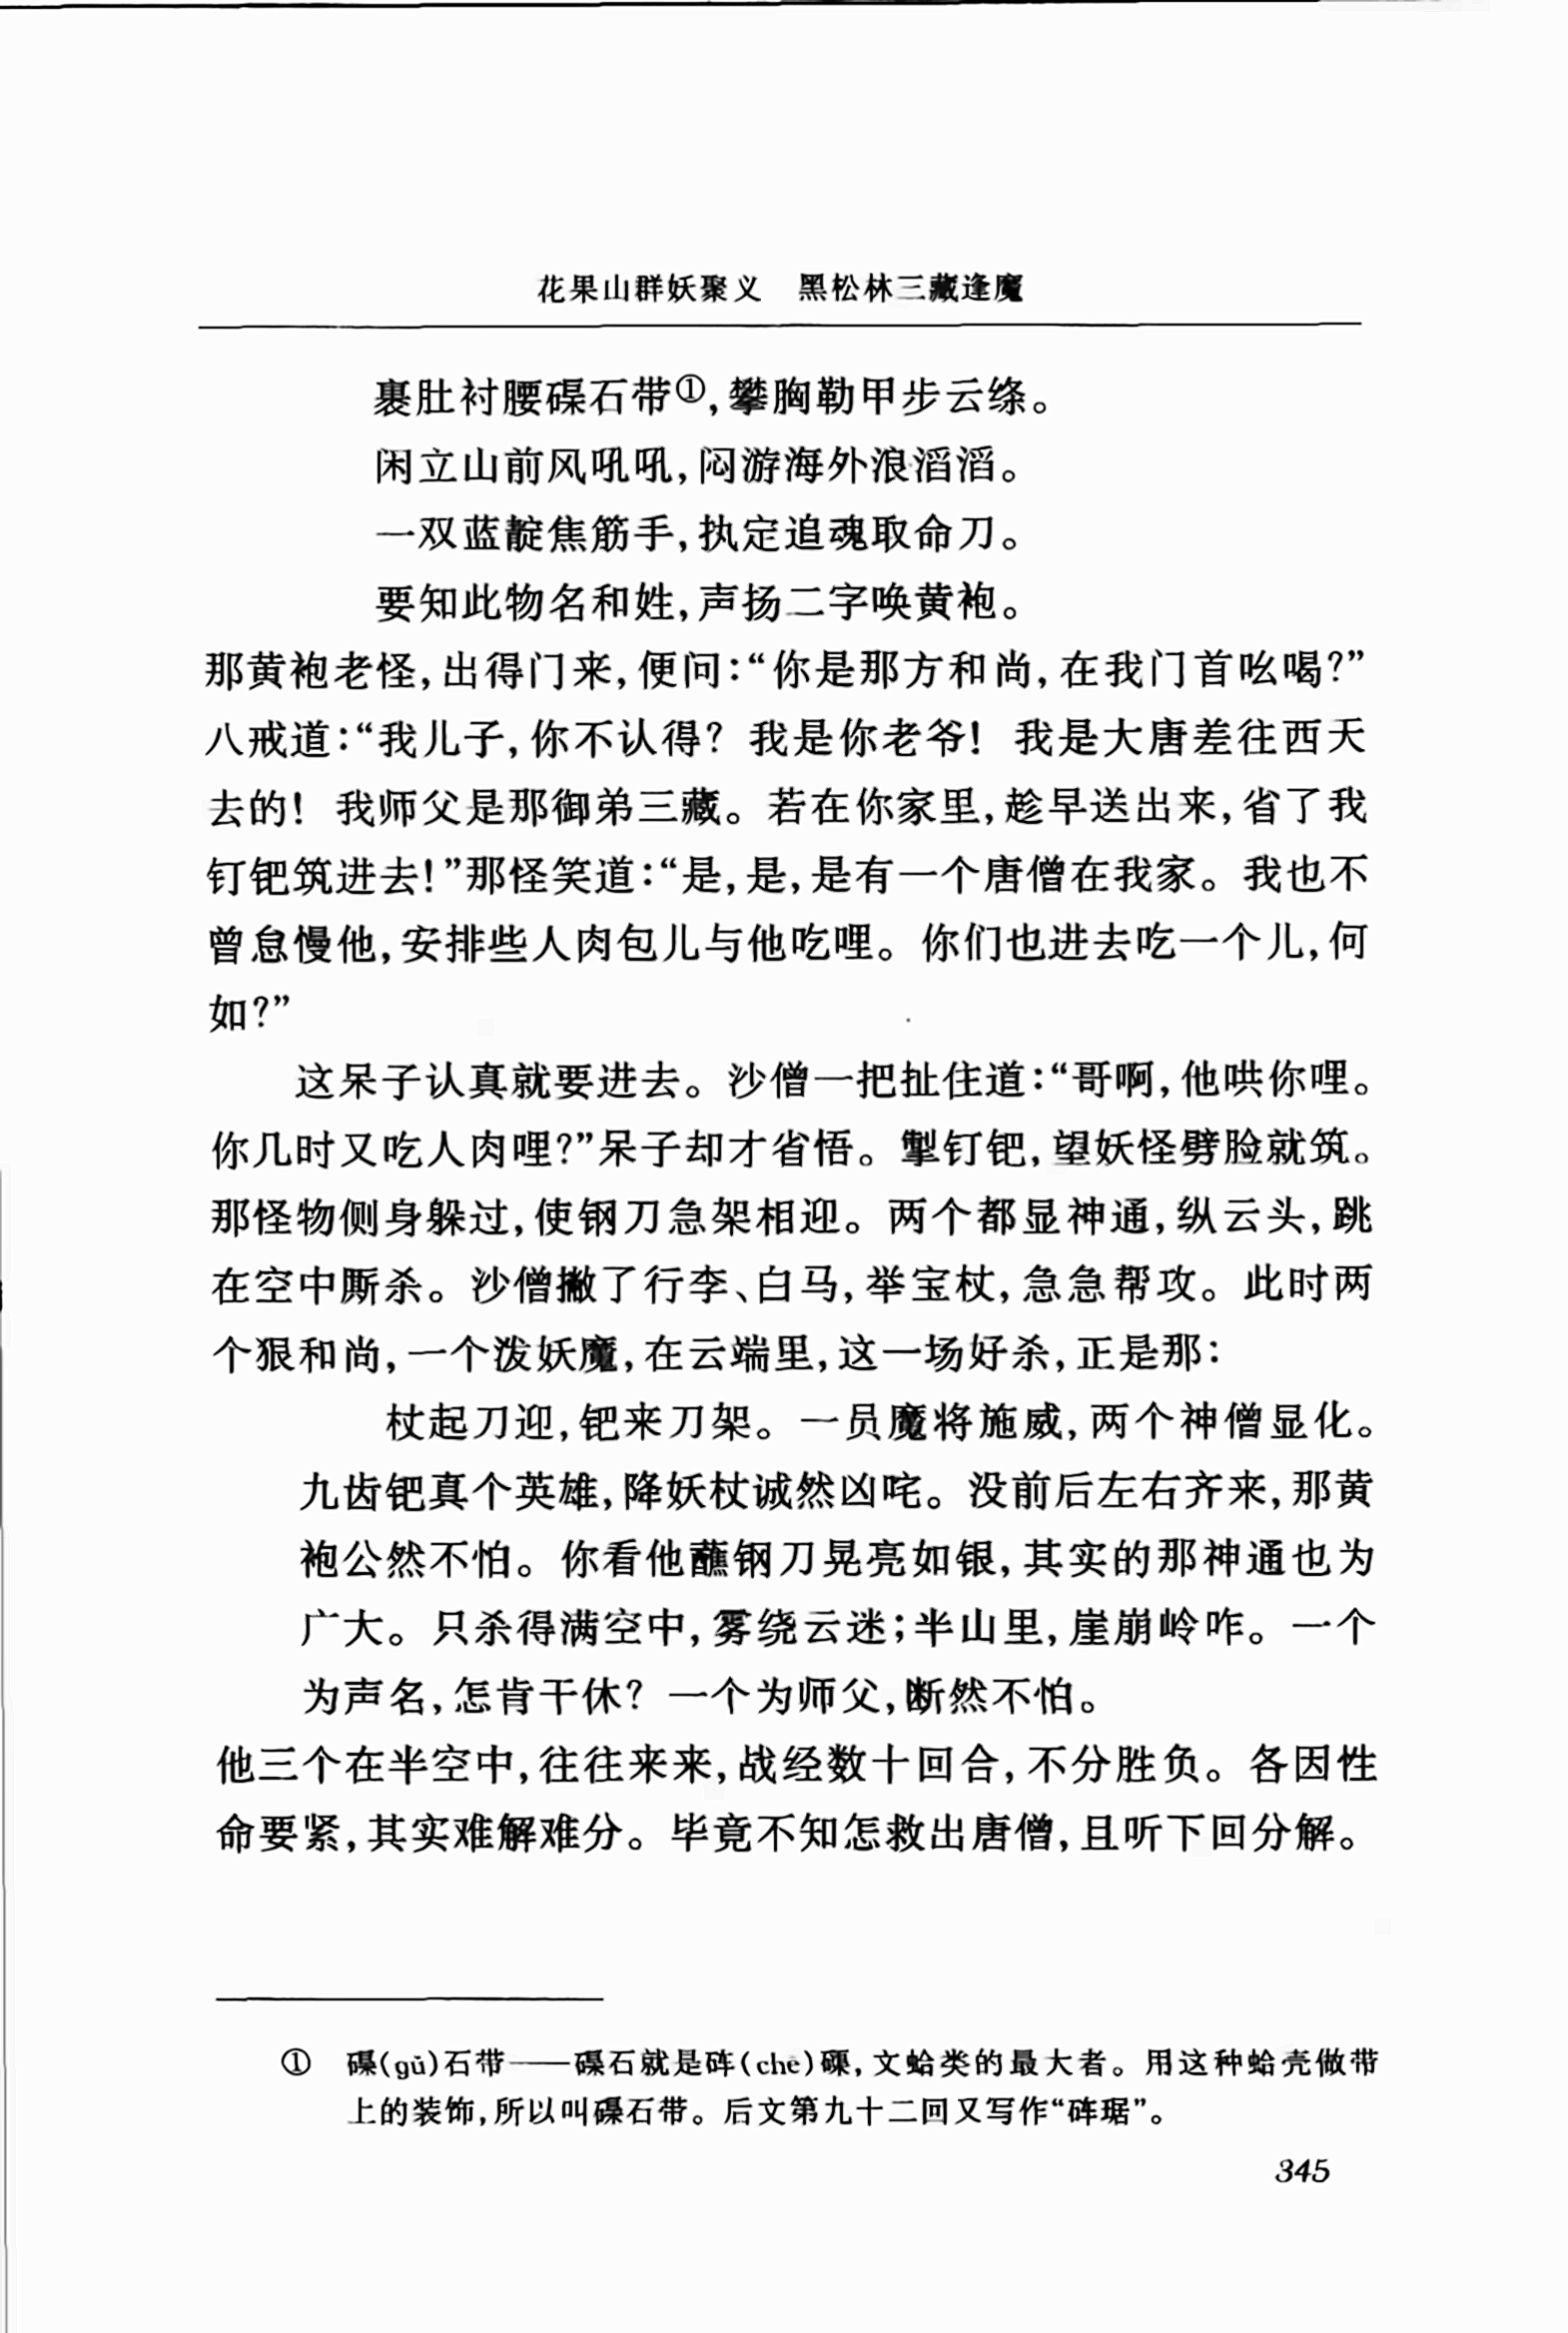 花果山群妖聚义　黑松林三藏逢魔
裹肚衬腰磲石带①,攀胸勒甲步云绦。
闲立山前风吼吼,闷游海外浪滔滔。
一双蓝靛焦筋手,执定追魂取命刀。
要知此物名和姓,声扬二字唤黄袍。
那黄袍老怪,出得门来,便问:“你是那方和尚,在我门首吆喝?”
八戒道:“我儿子,你不认得? 我是你老爷! 我是大唐差往西天
去的! 我师父是那御弟三藏。若在你家里,趁早送出来,省了我
钉钯筑进去!”那怪笑道:“是,是,是有一个唐僧在我家。我也不
曾怠慢他,安排些人肉包儿与他吃哩。你们也进去吃一个儿,何
如?”
这呆子认真就要进去。沙僧一把扯住道:“哥啊,他哄你哩。
你几时又吃人肉哩?”呆子却才省悟。掣钉钯,望妖怪劈脸就筑。
那怪物侧身躲过,使钢刀急架相迎。两个都显神通,纵云头,跳
在空中厮杀。沙僧撇了行李、白马,举宝杖,急急帮攻。此时两
个狠和尚,一个泼妖魔,在云端里,这一场好杀,正是那:
杖起刀迎,钯来刀架。一员魔将施威,两个神僧显化。
九齿钯真个英雄,降妖杖诚然凶咤。没前后左右齐来,那黄
袍公然不怕。你看他蘸钢刀晃亮如银,其实的那神通也为
广大。只杀得满空中,雾绕云迷;半山里,崖崩岭咋。一个
为声名,怎肯干休? 一个为师父,断然不怕。
他三个在半空中,往往来来,战经数十回合,不分胜负。各因性
命要紧,其实难解难分。毕竟不知怎救出唐僧,且听下回分解。
① 磲(gǔ)石带——磲石就是砗(chē)磲,文蛤类的最大者。用这种蛤壳做带
上的装饰,所以叫磲石带。后文第九十二回又写作“砗琚”。
345